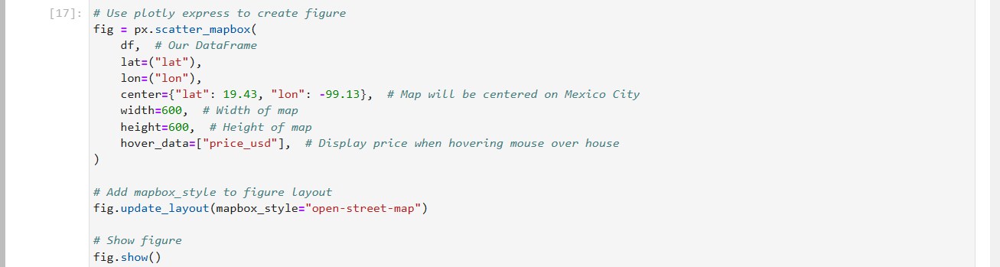 [17]: # Use plotly express to create figure
fig = px.scatter_mapbox(
    df,  # Our DataFrame
    lat=("lat"),
    lon=("lon"),
    center={"lat": 19.43, "lon": -99.13},  # Map will be centered on Mexico City
    width=600,  # Width of map
    height=600,  # Height of map
    hover_data=["price_usd"],  # Display price when hovering mouse over house
)

# Add mapbox_style to figure layout
fig.update_layout(mapbox_style="open-street-map")

# Show figure
fig.show()